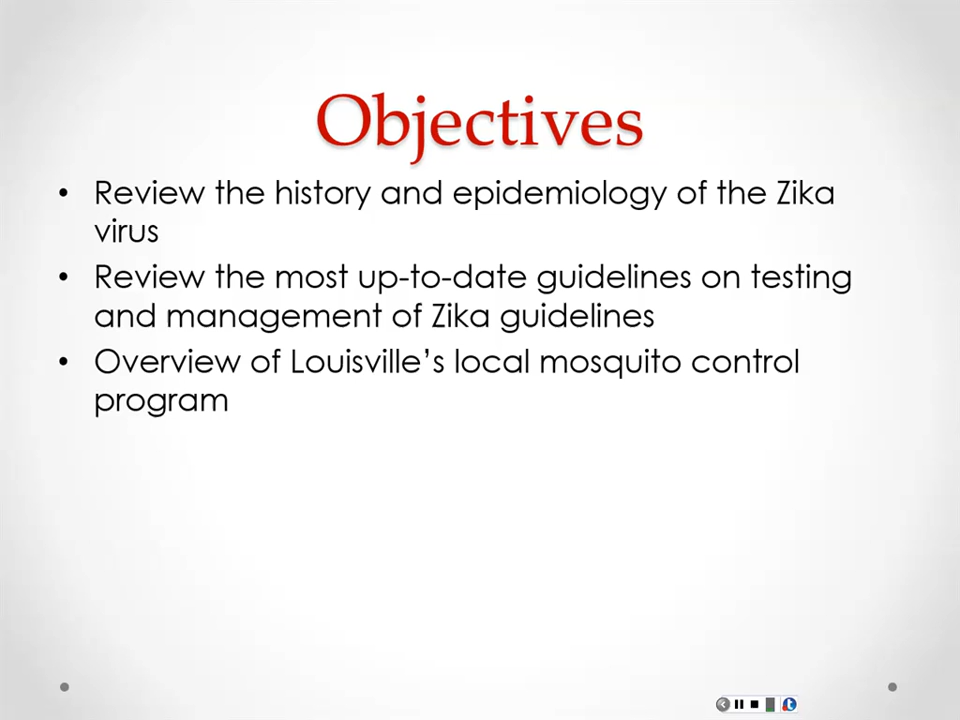 Objectives
• Review the history and epidemiology of the Zika
virus
• Review the most up-to-date guidelines on testing
and management of Zika guidelines
• Overview of Louisville’s local mosquito control
program